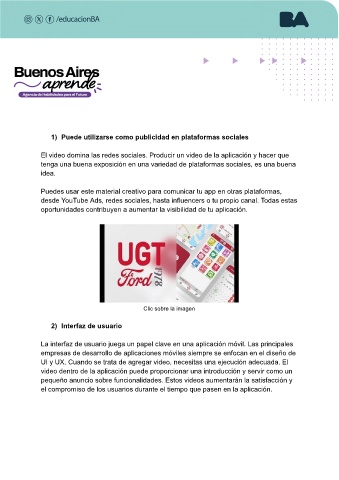 /educacionBA
BA
Buenos Aires
aprende
Agencia de Habilidades para el Futuro
1) Puede utilizarse como publicidad en plataformas sociales
El video domina las redes sociales. Producir un video de la aplicación y hacer que
tenga una buena exposición en una variedad de plataformas sociales, es una buena
idea.
Puedes usar este material creativo para comunicar tu app en otras plataformas,
desde YouTube Ads, redes sociales, hasta influencers o tu propio canal. Todas estas
oportunidades contribuyen a aumentar la visibilidad de tu aplicación.
UGT
Ford
Clic sobre la imagen
2) Interfaz de usuario
La interfaz de usuario juega un papel clave en una aplicación móvil. Las principales
empresas de desarrollo de aplicaciones móviles siempre se enfocan en el diseño de
UI y UX. Cuando se trata de agregar video, necesitas una ejecución adecuada. El
video dentro de la aplicación puede proporcionar una introducción y servir como un
pequeño anuncio sobre funcionalidades. Estos videos aumentarán la satisfacción y
el compromiso de los usuarios durante el tiempo que pasen en la aplicación.